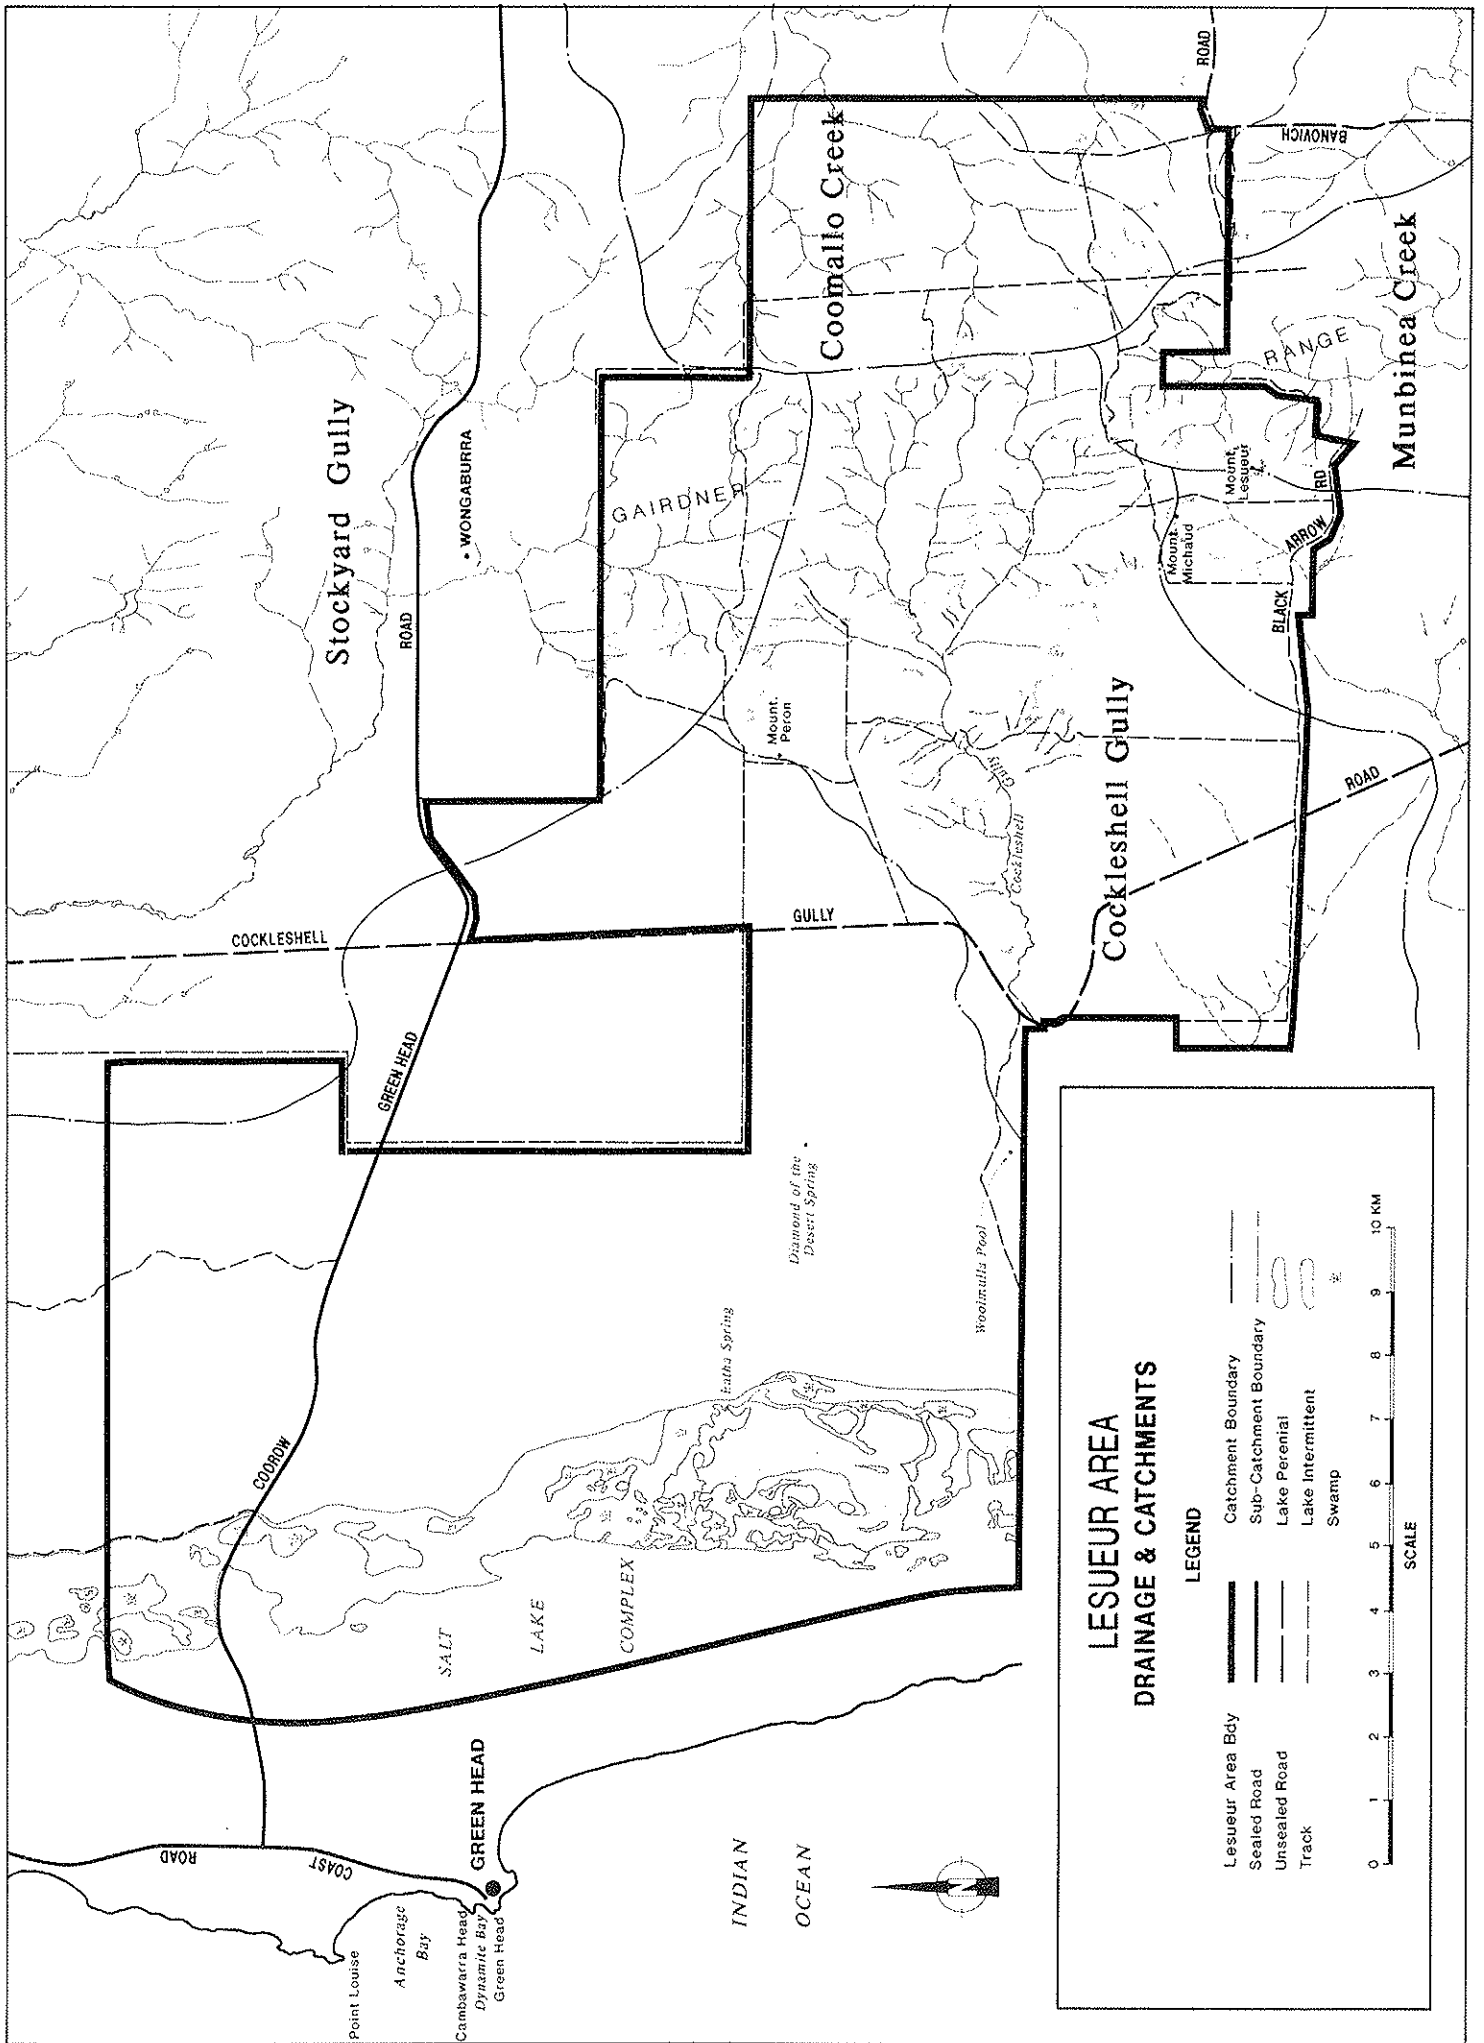 ROAD
COAST
Point Louise
Anchorage
Bay
Cambawarra Head
Dynamite Bay
Green Head
GREEN HEAD
INDIAN
OCEAN
SALT
LAKE
COMPLEX
COOROW
GREEN HEAD
ROAD
Eatha Spring
Diamond of the
Desert Spring
Woolmulla Pool
COCKLESHELL
GULLY
ROAD
Stockyard Gully
WONGABURRA
GAIRDNER
RANGE
Mount
Peron
Cockleshell
Gully
Cockleshell Gully
Coomallo Creek
Mount
Michaud
Mount
Lesueur
BLACK
ARROW
RD
Munbinea Creek
BANOVICH
ROAD
N
LESUEUR AREA
DRAINAGE & CATCHMENTS
LEGEND
Lesueur Area Bdy
Sealed Road
Unsealed Road
Track
Catchment Boundary
Sub-Catchment Boundary
Lake Perenial
Lake Intermittent
Swamp
0 1 2 3 4 5 6 7 8 9 10 KM
SCALE